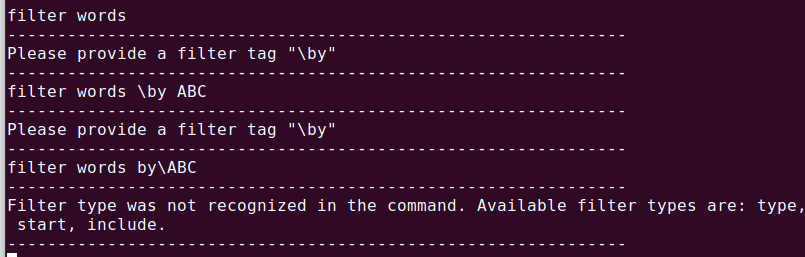 filter words
--------------------------------------------------------------
Please provide a filter tag "\by"
--------------------------------------------------------------
filter words \by ABC
--------------------------------------------------------------
Please provide a filter tag "\by"
--------------------------------------------------------------
filter words by\ABC
--------------------------------------------------------------
Filter type was not recognized in the command. Available filter types are: type,
 start, include.
--------------------------------------------------------------